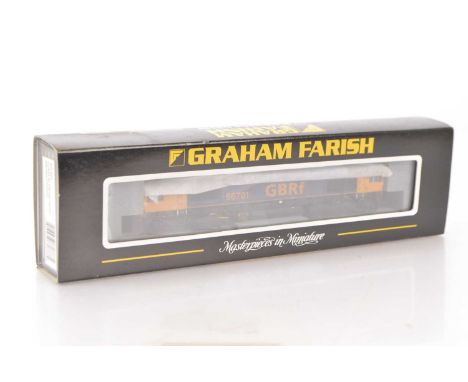 GRAHAM FARISH
66701 GBRf
Masterpieces in Miniature